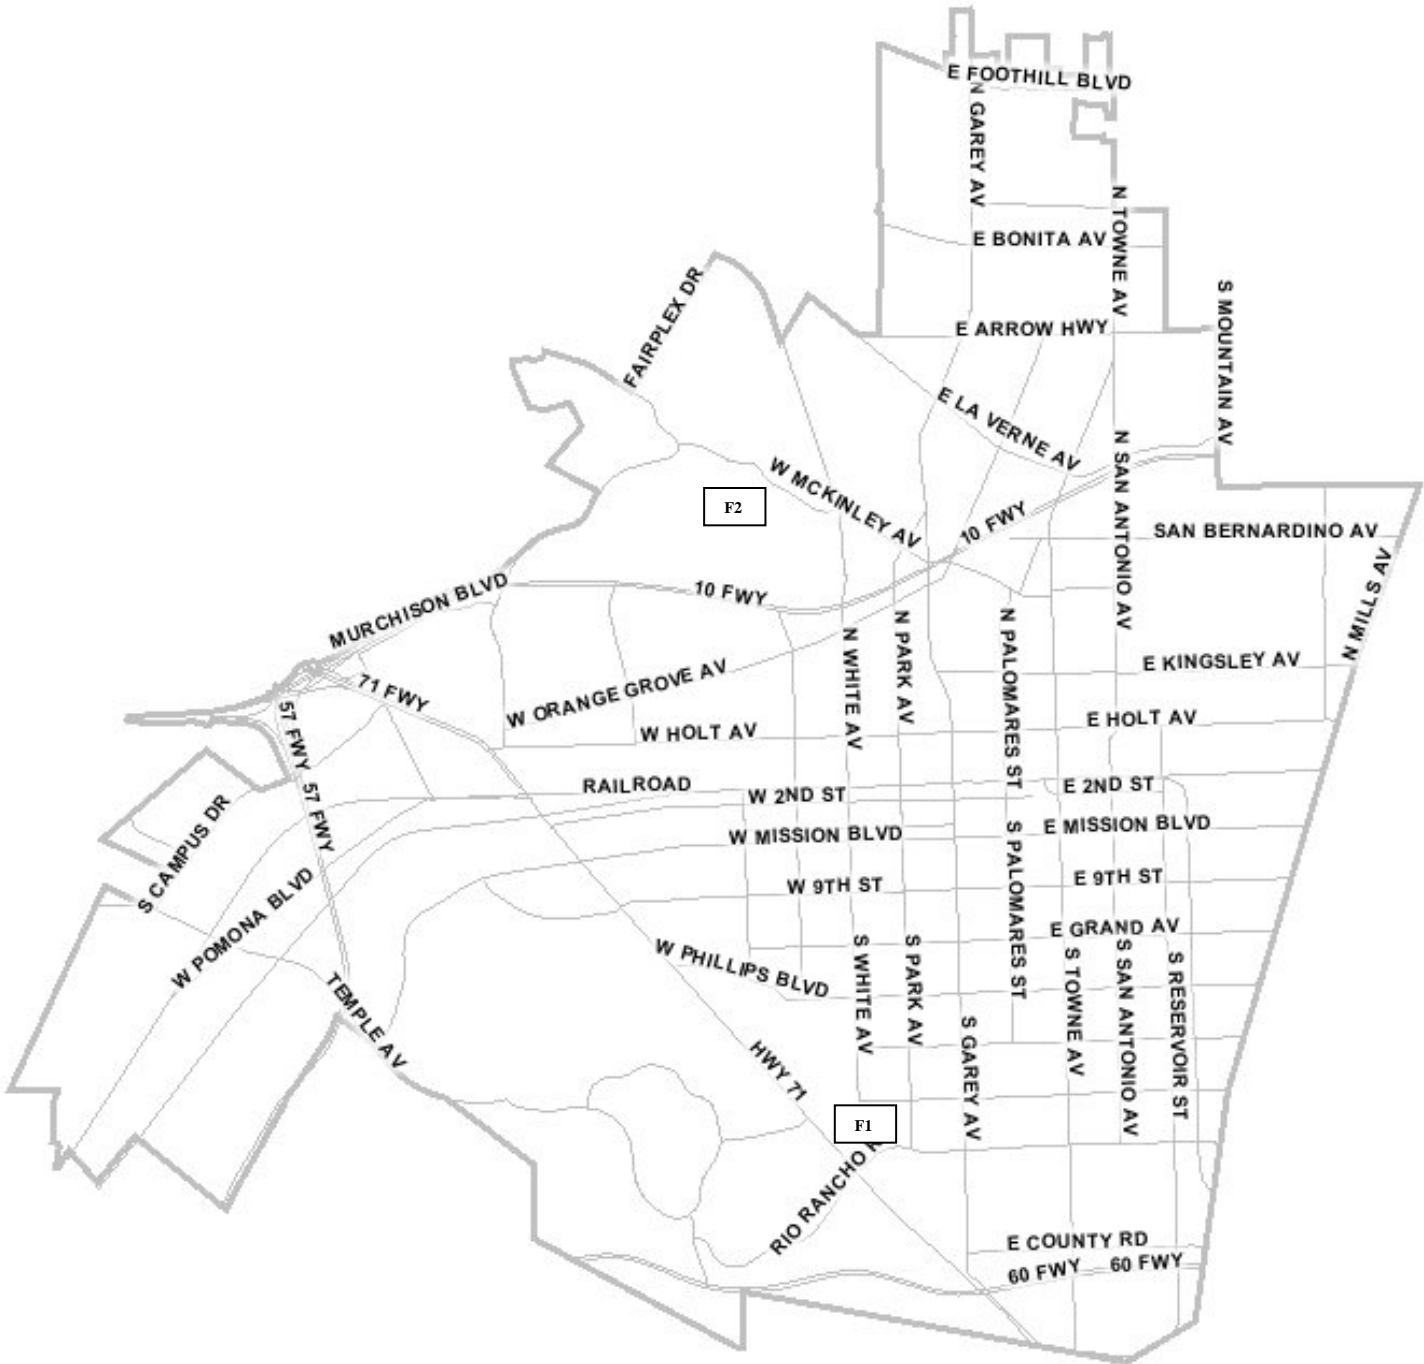 E FOOTHILL BLVD
N GAREY AV
N TOWNE AV
E BONITA AV
S MOUNTAIN AV
FAIRPLEX DR
E ARROW HWY
E LA VERNE AV
N SAN ANTONIO AV
W MCKINLEY AV
F2
10 FWY
SAN BERNARDINO AV
N MILLS AV
MURCHISON BLVD
10 FWY
N WHITE AV
N PARK AV
N PALOMARES ST
E KINGSLEY AV
71 FWY
W ORANGE GROVE AV
57 FWY
W HOLT AV
E HOLT AV
RAILROAD
57 FWY
W 2ND ST
E 2ND ST
S CAMPUS DR
W MISSION BLVD
E MISSION BLVD
S PALOMARES ST
W POMONA BLVD
W 9TH ST
E 9TH ST
E GRAND AV
W PHILLIPS BLVD
S WHITE AV
S PARK AV
S TOWNE AV
S SAN ANTONIO AV
S RESERVOIR ST
TEMPLE AV
S GAREY AV
HWY 71
F1
RIO RANCHO
E COUNTY RD
60 FWY
60 FWY